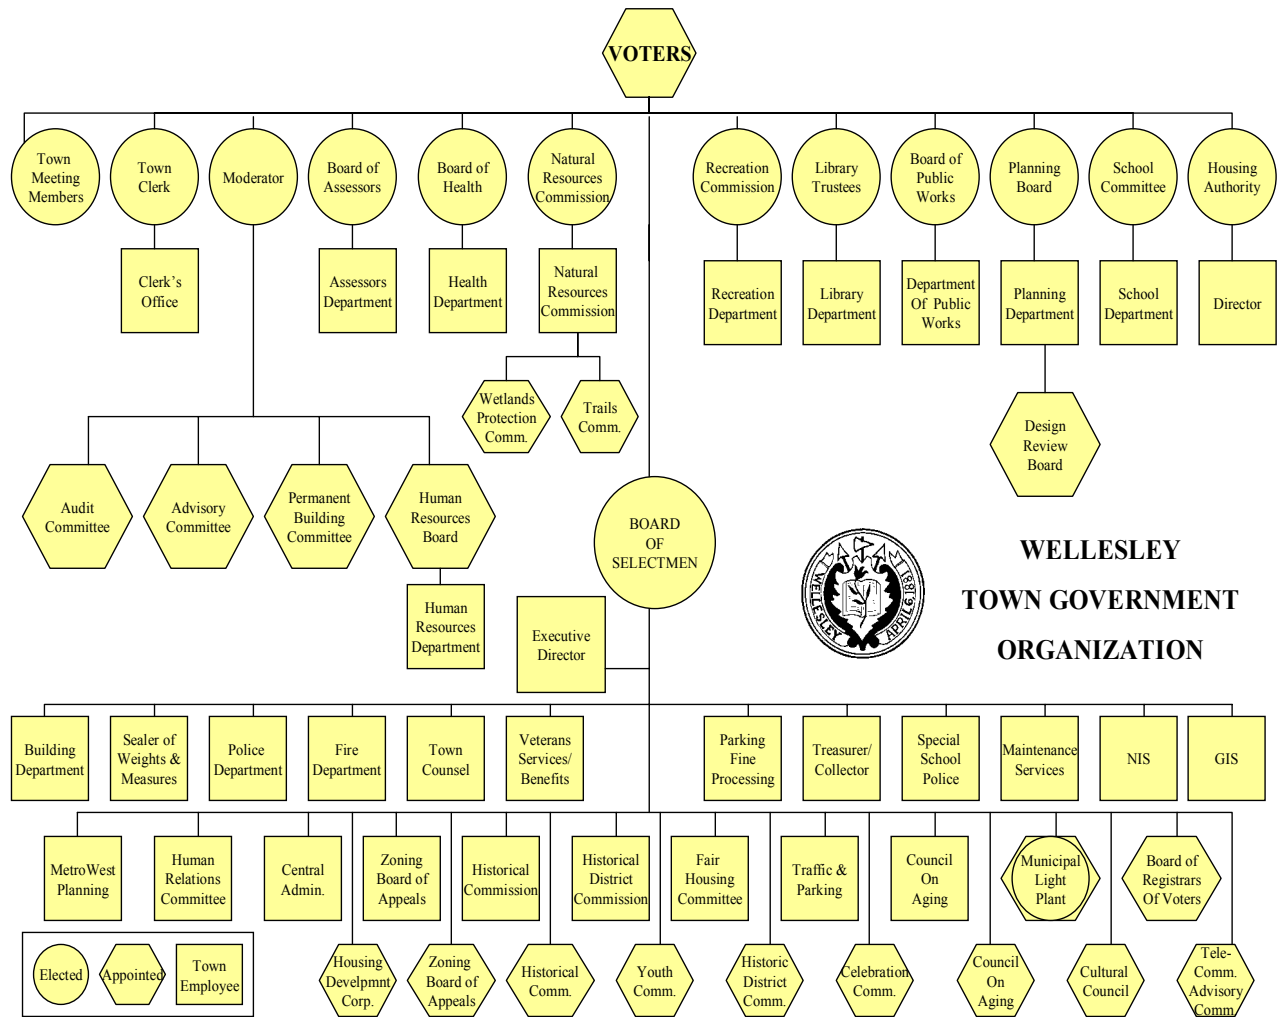 VOTERS
Town
Meeting
Members
Town
Clerk
Moderator
Board of
Assessors
Board of
Health
Natural
Resources
Commission
Recreation
Commission
Library
Trustees
Board of
Public
Works
Planning
Board
School
Committee
Housing
Authority
Clerk's
Office
Assessors
Department
Health
Department
Natural
Resources
Commission
Recreation
Department
Library
Department
Department
Of Public
Works
Planning
Department
School
Department
Director
Wetlands
Protection
Comm.
Trails
Comm.
Design
Review
Board
Audit
Committee
Advisory
Committee
Permanent
Building
Committee
Human
Resources
Board
BOARD
OF
SELECTMEN
Human
Resources
Department
Executive
Director
WELLESLEY
APRIL 6, 1881
WELLESLEY
TOWN GOVERNMENT
ORGANIZATION
Building
Department
Sealer of
Weights &
Measures
Police
Department
Fire
Department
Town
Counsel
Veterans
Services/
Benefits
Parking
Fine
Processing
Treasurer/
Collector
Special
School
Police
Maintenance
Services
NIS
GIS
MetroWest
Planning
Human
Relations
Committee
Central
Admin.
Zoning
Board of
Appeals
Historical
Commission
Historical
District
Commission
Fair
Housing
Committee
Traffic &
Parking
Council
On
Aging
Municipal
Light
Plant
Board of
Registrars
Of Voters
Elected
Appointed
Town
Employee
Housing
Develpmnt
Corp.
Zoning
Board of
Appeals
Historical
Comm.
Youth
Comm.
Historic
District
Comm.
Celebration
Comm.
Council
On
Aging
Cultural
Council
Tele-
Comm.
Advisory
Comm.